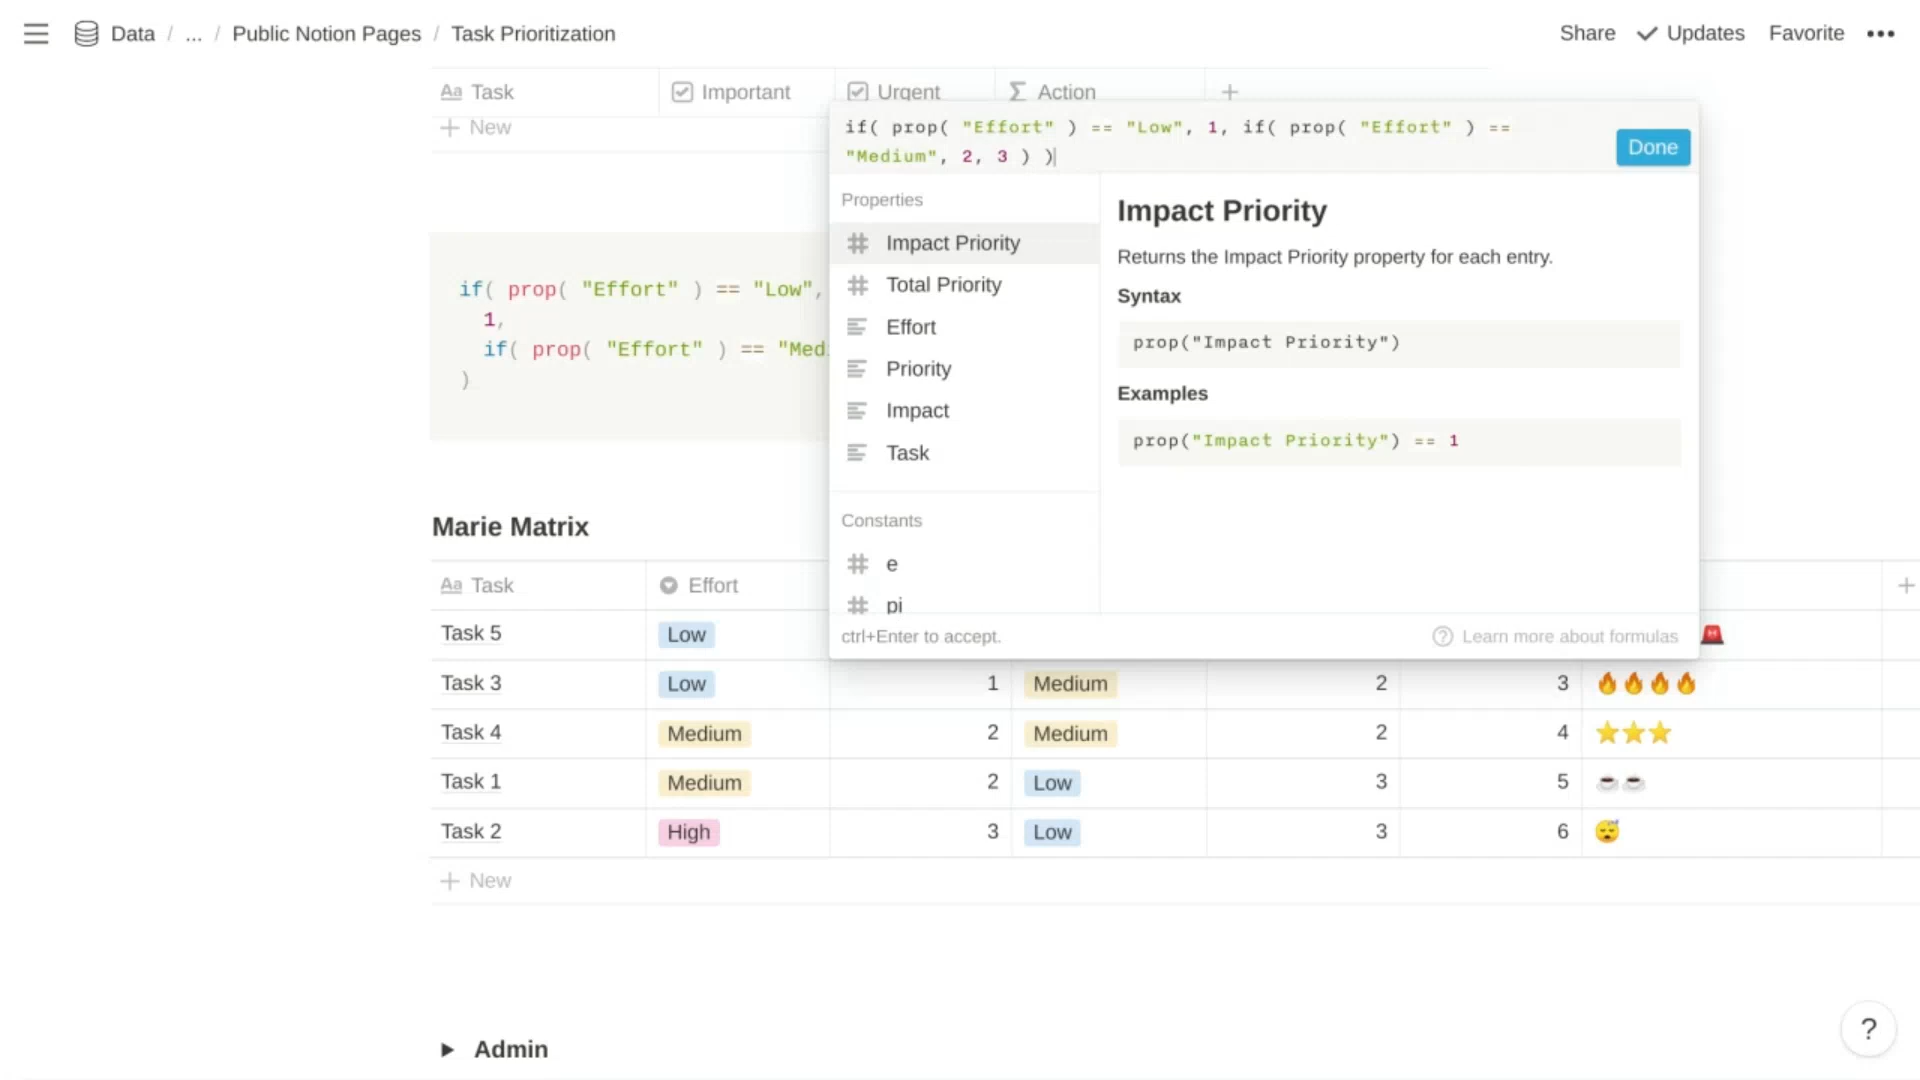 Data / ... / Public Notion Pages / Task Prioritization
Share Updates Favorite •••
Aa Task Important Urgent Σ Action +
+ New
if( prop( "Effort" ) == "Low", 1, if( prop( "Effort" ) ==
"Medium", 2, 3 ) )
Done
Properties
Impact Priority
Total Priority
Effort
Priority
Impact
Task
Constants
e
pi
ctrl+Enter to accept.
Impact Priority
Returns the Impact Priority property for each entry.
Syntax
prop("Impact Priority")
Examples
prop("Impact Priority") == 1
Learn more about formulas
if( prop( "Effort" ) == "Low",
1,
if( prop( "Effort" ) == "Med
)
Marie Matrix
Aa Task Effort +
Task 5 Low
Task 3 Low 1 Medium 2 3
Task 4 Medium 2 Medium 2 4
Task 1 Medium 2 Low 3 5
Task 2 High 3 Low 3 6
+ New
Admin
?